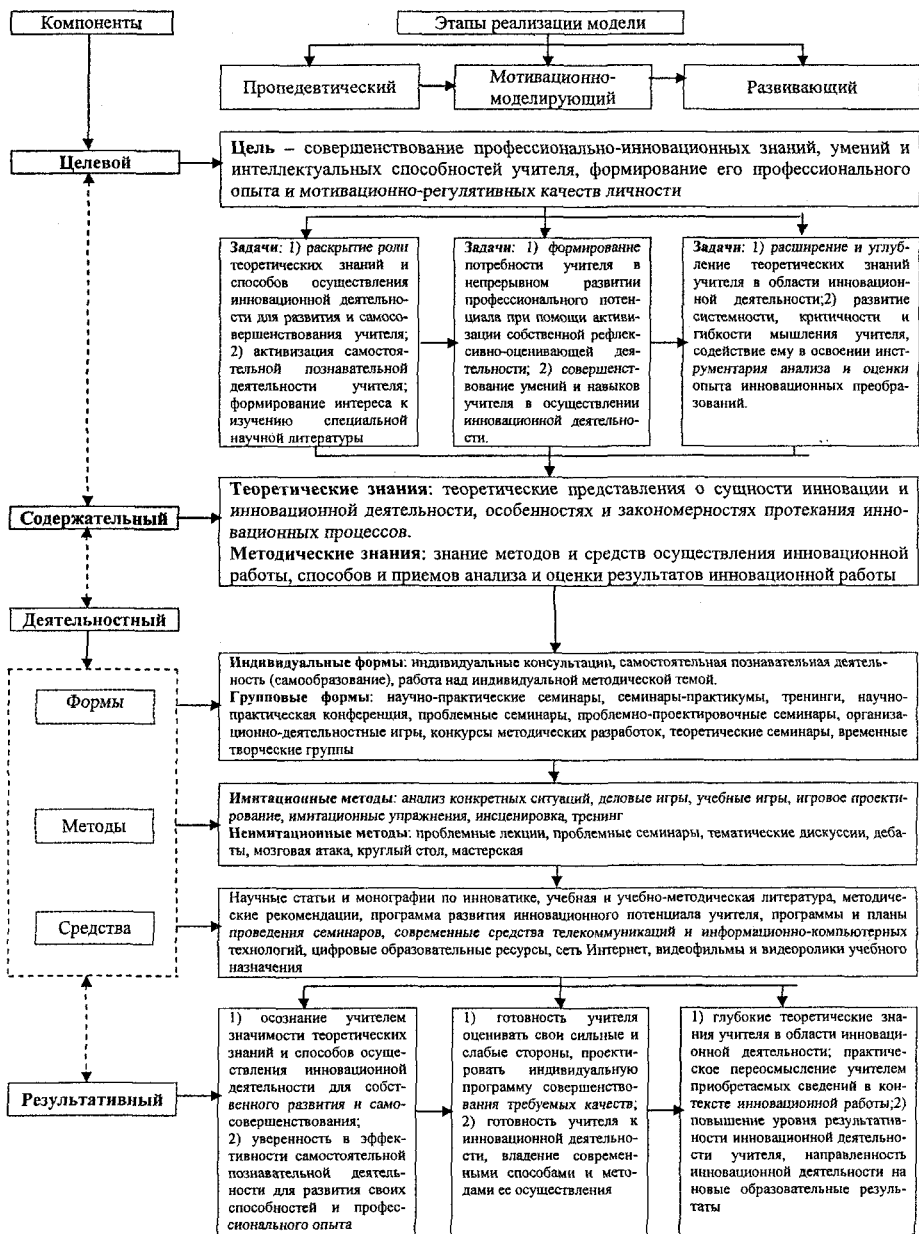 Компоненты
Этапы реализации модели
Пропедевтический
Мотивационно-
моделирующий
Развивающий
Целевой
Цель – совершенствование профессионально-инновационных знаний, умений и
интеллектуальных способностей учителя, формирование его профессионального
опыта и мотивационно-регулятивных качеств личности
Задачи: 1) раскрытие роли
теоретических знаний и
способов осуществления
инновационной деятельно-
сти для развития и самосо-
вершенствования учителя;
2) активизация самостоя-
тельной познавательной
деятельности учителя;
формирование интереса к
изучению специальной
научной литературы
Задачи: 1) формирование
потребности учителя в
непрерывном развитии
профессионального потен-
циала при помощи активи-
зации собственной рефлек-
сивно-оценивающей дея-
тельности; 2) совершенст-
вование умений и навыков
учителя в осуществлении
инновационной деятельно-
сти.
Задачи: 1) расширение и углуб-
ление теоретических знаний
учителя в области инновацион-
ной деятельности;2) развитие
системности, критичности и
гибкости мышления учителя,
содействие ему в освоении инст-
рументария анализа и оценки
опыта инновационных преобра-
зований.
Содержательный
Теоретические знания: теоретические представления о сущности инновации и
инновационной деятельности, особенностях и закономерностях протекания инно-
вационных процессов.
Методические знания: знание методов и средств осуществления инновационной
работы, способов и приемов анализа и оценки результатов инновационной работы
Деятельностный
Формы
Индивидуальные формы: индивидуальные консультации, самостоятельная познавательная деятель-
ность (самообразование), работа над индивидуальной методической темой.
Групповые формы: научно-практические семинары, семинары-практикумы, тренинги, научно-
практическая конференция, проблемные семинары, проблемно-проектировочные семинары, организа-
ционно-деятельностные игры, конкурсы методических разработок, теоретические семинары, временные
творческие группы
Методы
Имитационные методы: анализ конкретных ситуаций, деловые игры, учебные игры, игровое проекти-
рование, имитационные упражнения, инсценировка, тренинг
Неимитационные методы: проблемные лекции, проблемные семинары, тематические дискуссии, деба-
ты, мозговая атака, круглый стол, мастерская
Средства
Научные статьи и монографии по инноватике, учебная и учебно-методическая литература, методиче-
ские рекомендации, программа развития инновационного потенциала учителя, программы и планы
проведения семинаров, современные средства телекоммуникаций и информационно-компьютерных
технологий, цифровые образовательные ресурсы, сеть Интернет, видеофильмы и видеоролики учебного
назначения
Результативный
1) осознание учителем
значимости теоретических
знаний и способов осуще-
ствления инновационной
деятельности для собст-
венного развития и само-
совершенствования;
2) уверенность в эффекти-
вности самостоятельной
познавательной деятель-
ности для развития своих
способностей и профес-
сионального опыта
1) готовность учителя
оценивать свои сильные и
слабые стороны, проекти-
ровать индивидуальную
программу совершенство-
вания требуемых качеств;
2) готовность учителя к
инновационной деятельно-
сти, владение современ-
ными способами и мето-
дами ее осуществления
1) глубокие теоретические зна-
ния учителя в области инноваци-
онной деятельности; практиче-
ское переосмысление учителем
приобретаемых сведений в кон-
тексте инновационной работы;2)
повышение уровня результатив-
ности инновационной деятельно-
сти учителя, направленность
инновационной деятельности на
новые образовательные резуль-
таты